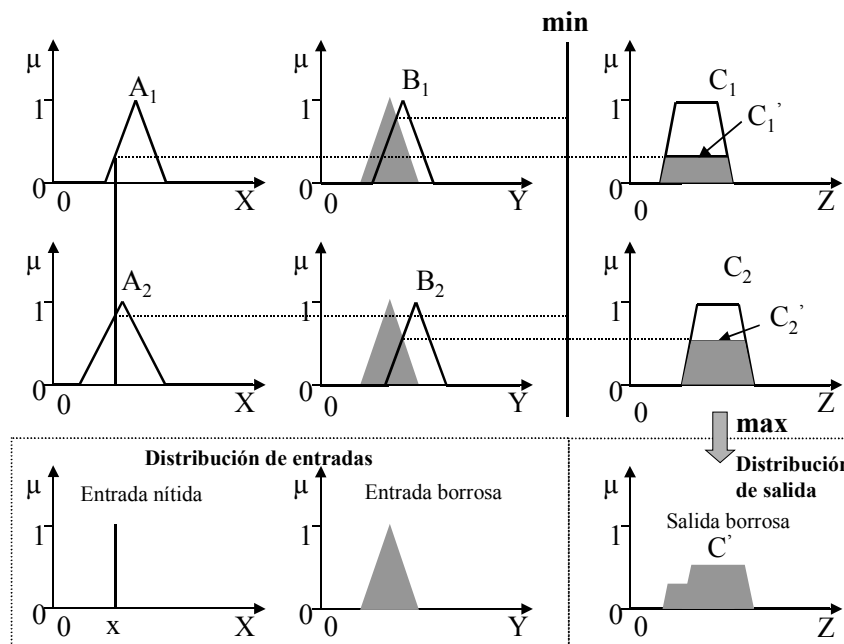 min
μ
A₁
1
0
0
X
μ
B₁
1
0
0
Y
μ
C₁
C₁’
1
0
0
Z
μ
A₂
1
0
0
X
μ
B₂
1
0
0
Y
μ
C₂
C₂’
1
0
0
Z
max
Distribución de entradas
Distribución
de salida
μ
Entrada nítida
1
0
0
x
X
μ
Entrada borrosa
1
0
0
Y
μ
Salida borrosa
C’
1
0
0
Z